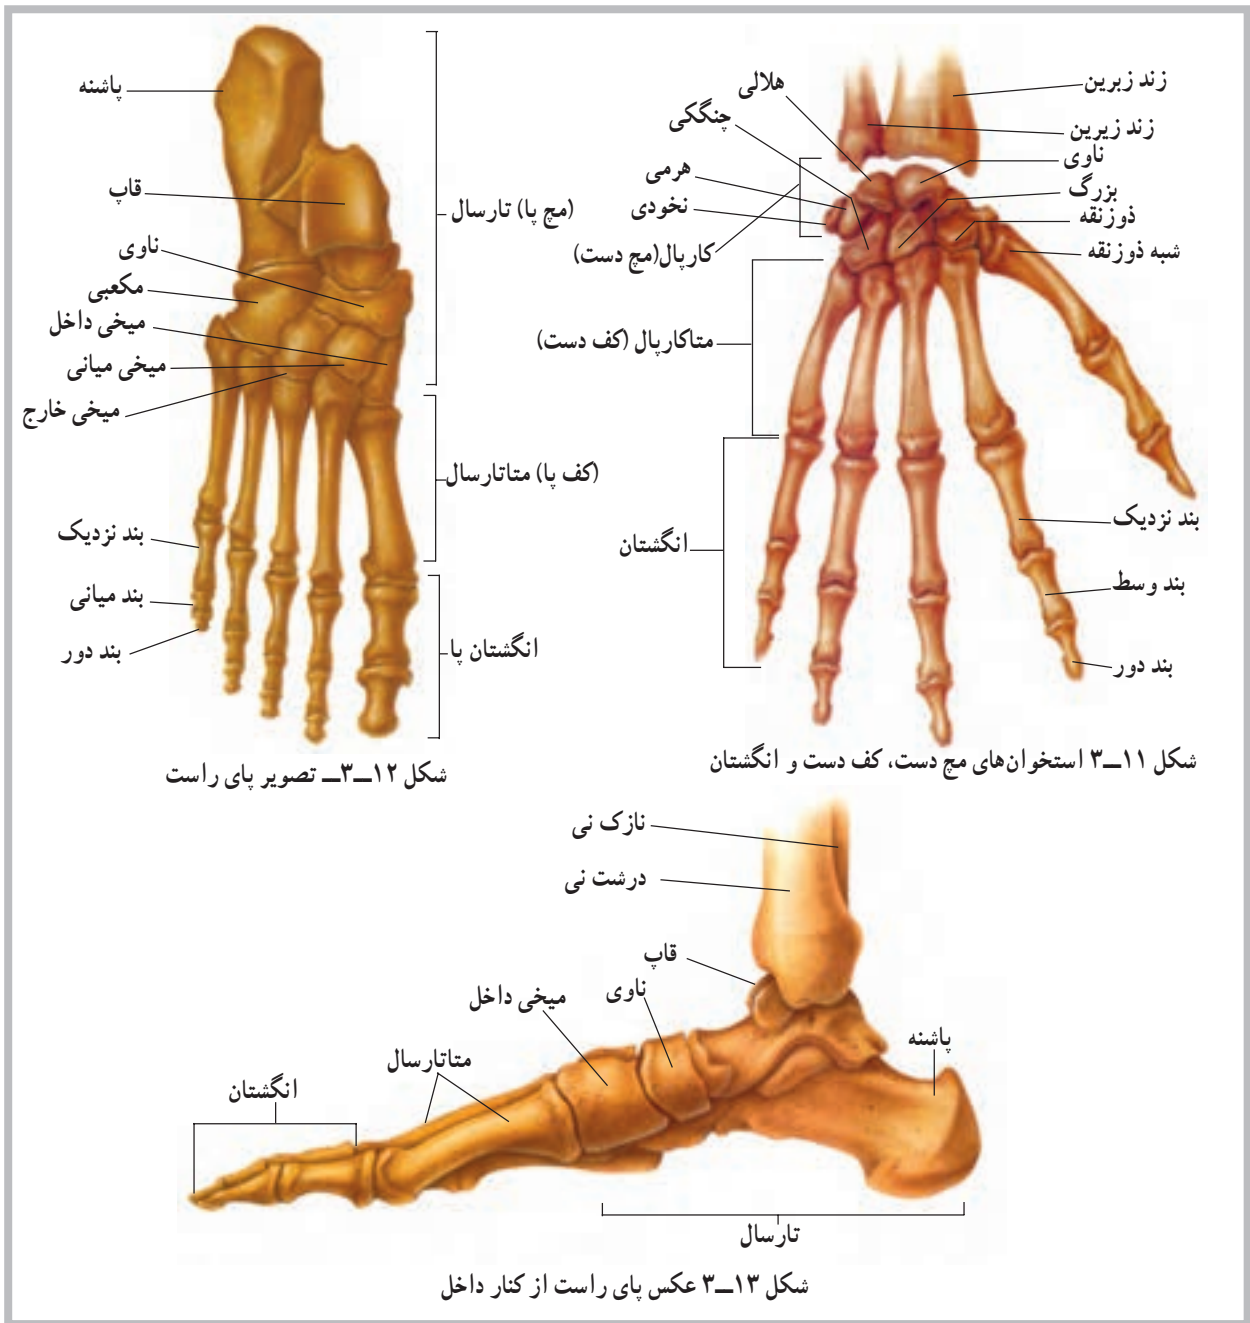 زند زبرین
زند زیرین
ناوی
بزرگ
ذوزنقه
شبه ذوزنقه
هلالی
چنگکی
هرمی
نخودی
کارپال(مچ دست)
متاکارپال (کف دست)
انگشتان
بند نزدیک
بند وسط
بند دور
شکل ۱۱ــ۳ استخوان‌های مچ دست، کف دست و انگشتان
پاشنه
قاپ
ناوی
مکعبی
میخی داخل
میخی میانی
میخی خارج
(مچ پا) تارسال
(کف پا) متاتارسال
بند نزدیک
بند میانی
بند دور
انگشتان پا
شکل ۱۲ــ۳ــ تصویر پای راست
نازک نی
درشت نی
قاپ
ناوی
میخی داخل
متاتارسال
انگشتان
پاشنه
تارسال
شکل ۱۳ــ۳ عکس پای راست از کنار داخل